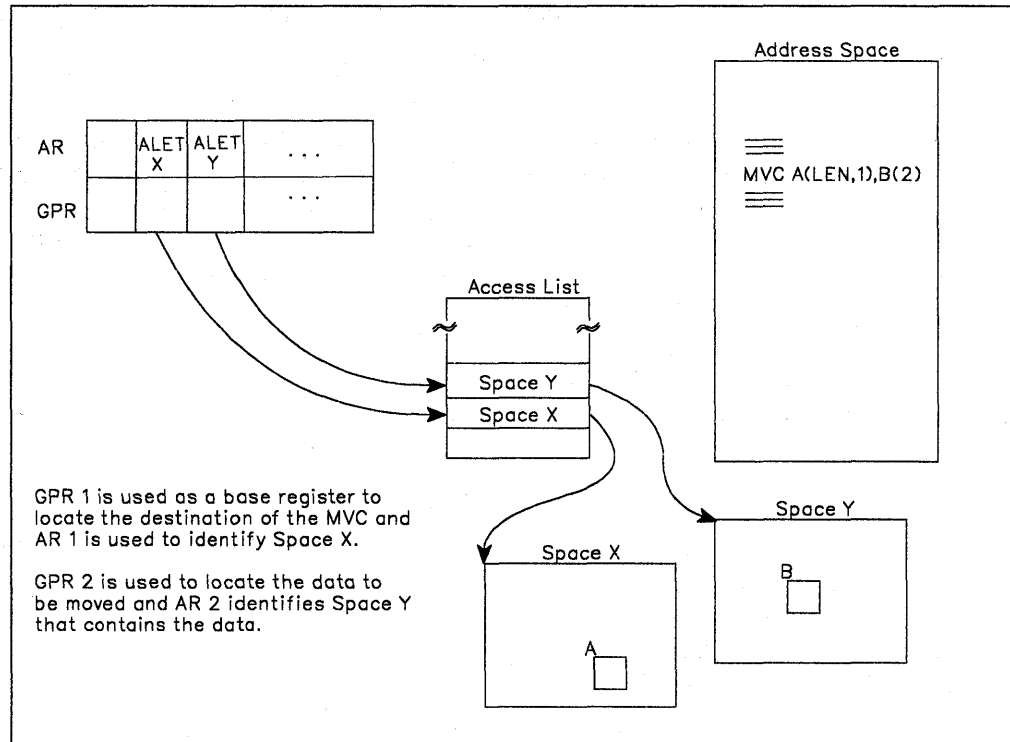 Address Space
AR
ALET
X
ALET
Y
. . .
GPR
. . .
MVC A(LEN,1),B(2)
Access List
Space Y
Space X
GPR 1 is used as a base register to
locate the destination of the MVC and
AR 1 is used to identify Space X.
GPR 2 is used to locate the data to
be moved and AR 2 identifies Space Y
that contains the data.
Space X
A
Space Y
B